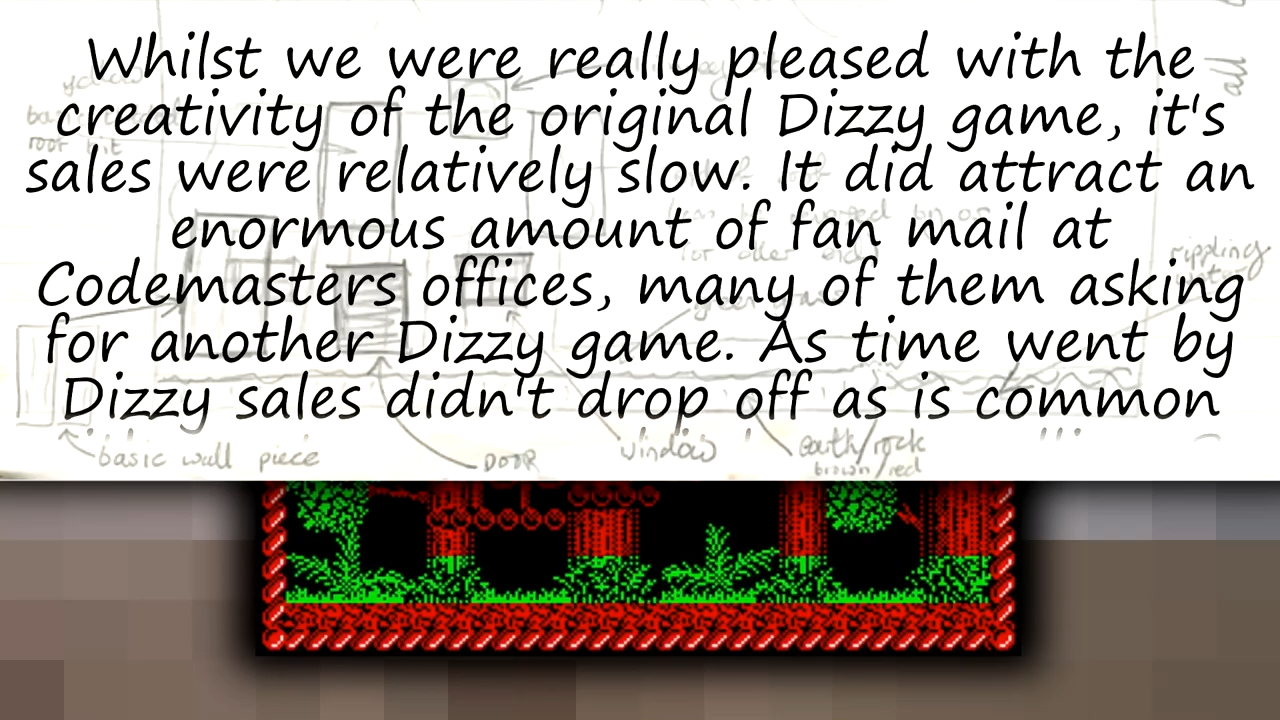 Whilst we were really pleased with the
creativity of the original Dizzy game, it's
sales were relatively slow. It did attract an
enormous amount of fan mail at
Codemasters offices, many of them asking
for another Dizzy game. As time went by
Dizzy sales didn't drop off as is common
rippling
basic wall piece
DOOR
window
earth/rock
brown/red